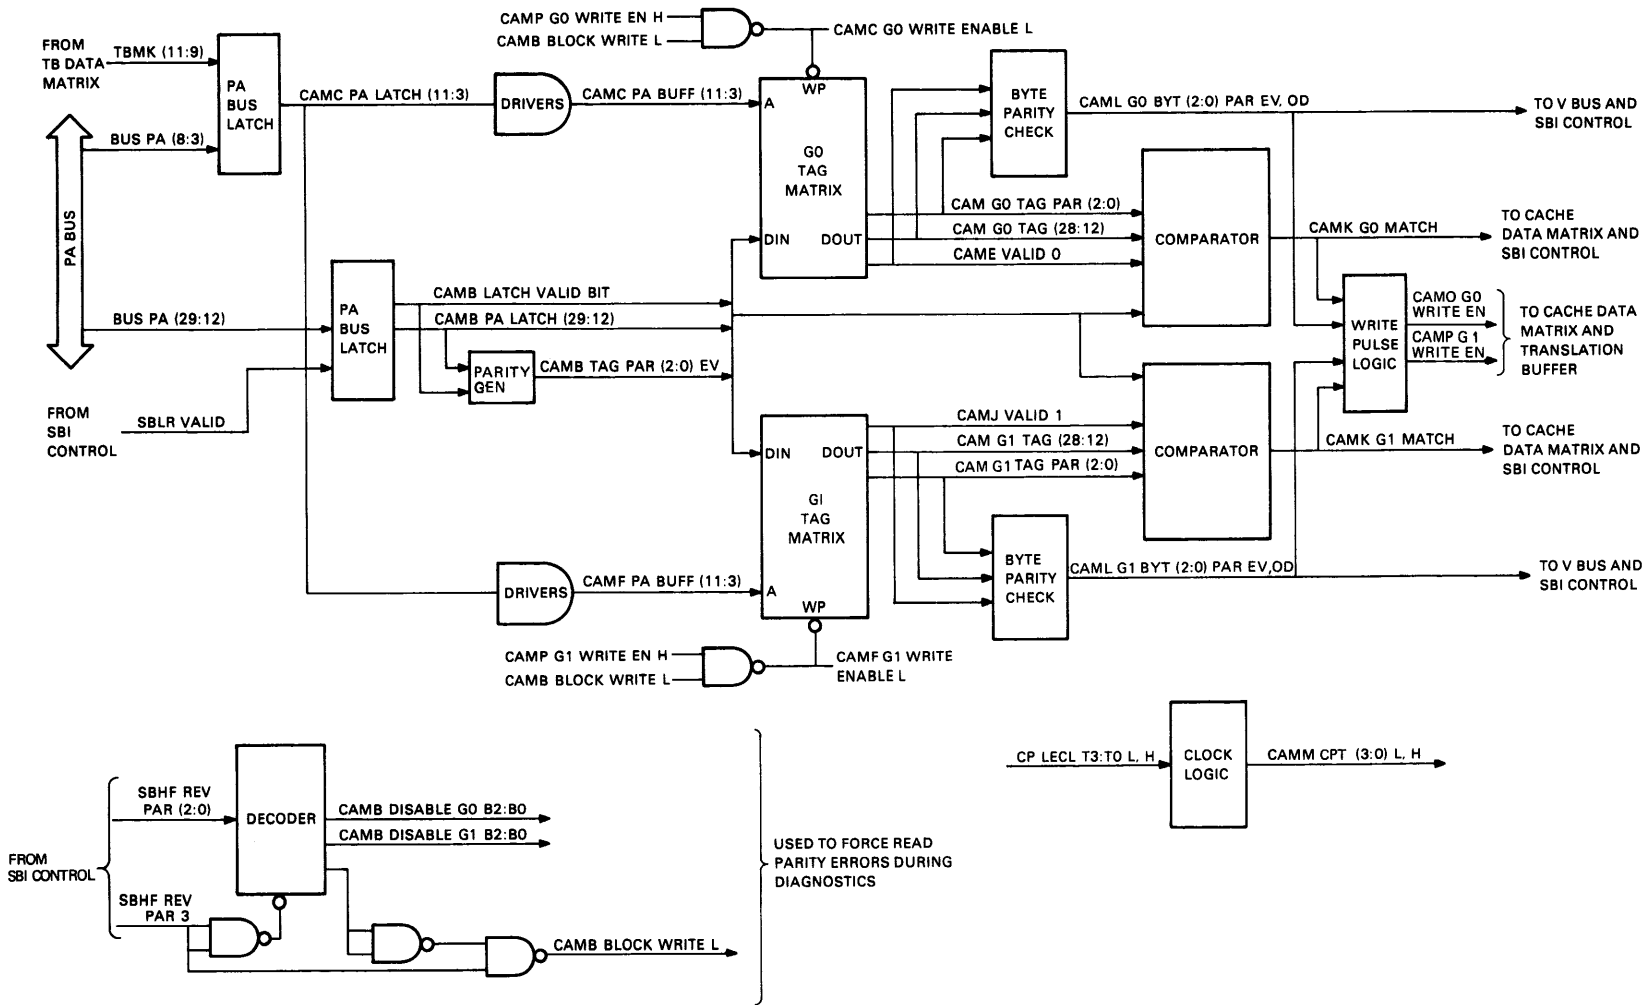 CAMP G0 WRITE EN H
CAMB BLOCK WRITE L
CAMC G0 WRITE ENABLE L
FROM
TB DATA
MATRIX
TBMK (11:9)
PA
BUS
LATCH
CAMC PA LATCH (11:3)
DRIVERS
CAMC PA BUFF (11:3)
A
WP
G0
TAG
MATRIX
DIN
DOUT
BYTE
PARITY
CHECK
CAML G0 BYT (2:0) PAR EV, OD
TO V BUS AND
SBI CONTROL
BUS PA (8:3)
PA BUS
CAM G0 TAG PAR (2:0)
CAM G0 TAG (28:12)
CAME VALID 0
COMPARATOR
CAMK G0 MATCH
TO CACHE
DATA MATRIX AND
SBI CONTROL
BUS PA (29:12)
PA
BUS
LATCH
CAMB LATCH VALID BIT
CAMB PA LATCH (29:12)
PARITY
GEN
CAMB TAG PAR (2:0) EV
WRITE
PULSE
LOGIC
CAMO G0
WRITE EN
CAMP G1
WRITE EN
TO CACHE DATA
MATRIX AND
TRANSLATION
BUFFER
FROM
SBI
CONTROL
SBLR VALID
DIN
DOUT
GI
TAG
MATRIX
A
WP
CAMJ VALID 1
CAM G1 TAG (28:12)
CAM G1 TAG PAR (2:0)
COMPARATOR
CAMK G1 MATCH
TO CACHE
DATA MATRIX AND
SBI CONTROL
BYTE
PARITY
CHECK
CAML G1 BYT (2:0) PAR EV,OD
TO V BUS AND
SBI CONTROL
DRIVERS
CAMF PA BUFF (11:3)
CAMP G1 WRITE EN H
CAMB BLOCK WRITE L
CAMF G1 WRITE
ENABLE L
FROM
SBI CONTROL
SBHF REV
PAR (2:0)
SBHF REV
PAR 3
DECODER
CAMB DISABLE G0 B2:B0
CAMB DISABLE G1 B2:B0
CAMB BLOCK WRITE L
USED TO FORCE READ
PARITY ERRORS DURING
DIAGNOSTICS
CP LECL T3:T0 L, H
CLOCK
LOGIC
CAMM CPT (3:0) L, H